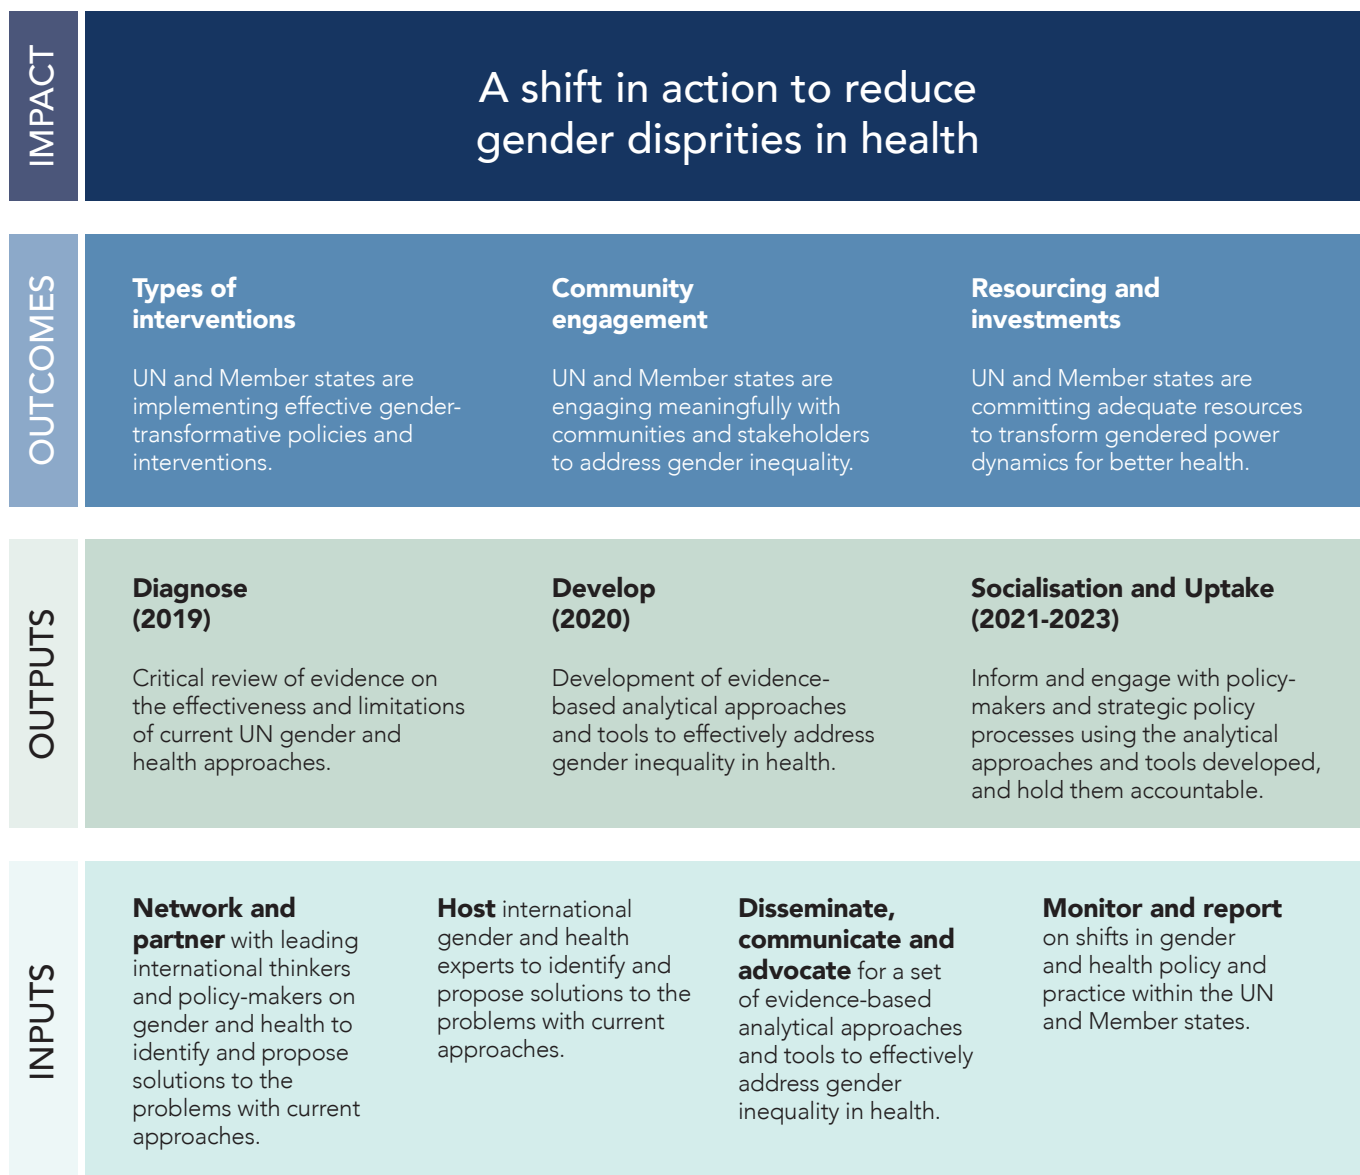 IMPACT
A shift in action to reduce
gender disprities in health
OUTCOMES
Types of
interventions
UN and Member states are
implementing effective gender-
transformative policies and
interventions.
Community
engagement
UN and Member states are
engaging meaningfully with
communities and stakeholders
to address gender inequality.
Resourcing and
investments
UN and Member states are
committing adequate resources
to transform gendered power
dynamics for better health.
OUTPUTS
Diagnose
(2019)
Critical review of evidence on
the effectiveness and limitations
of current UN gender and
health approaches.
Develop
(2020)
Development of evidence-
based analytical approaches
and tools to effectively address
gender inequality in health.
Socialisation and Uptake
(2021-2023)
Inform and engage with policy-
makers and strategic policy
processes using the analytical
approaches and tools developed,
and hold them accountable.
INPUTS
Network and
partner with leading
international thinkers
and policy-makers on
gender and health to
identify and propose
solutions to the
problems with current
approaches.
Host international
gender and health
experts to identify and
propose solutions to the
problems with current
approaches.
Disseminate,
communicate and
advocate for a set
of evidence-based
analytical approaches
and tools to effectively
address gender
inequality in health.
Monitor and report
on shifts in gender
and health policy and
practice within the UN
and Member states.